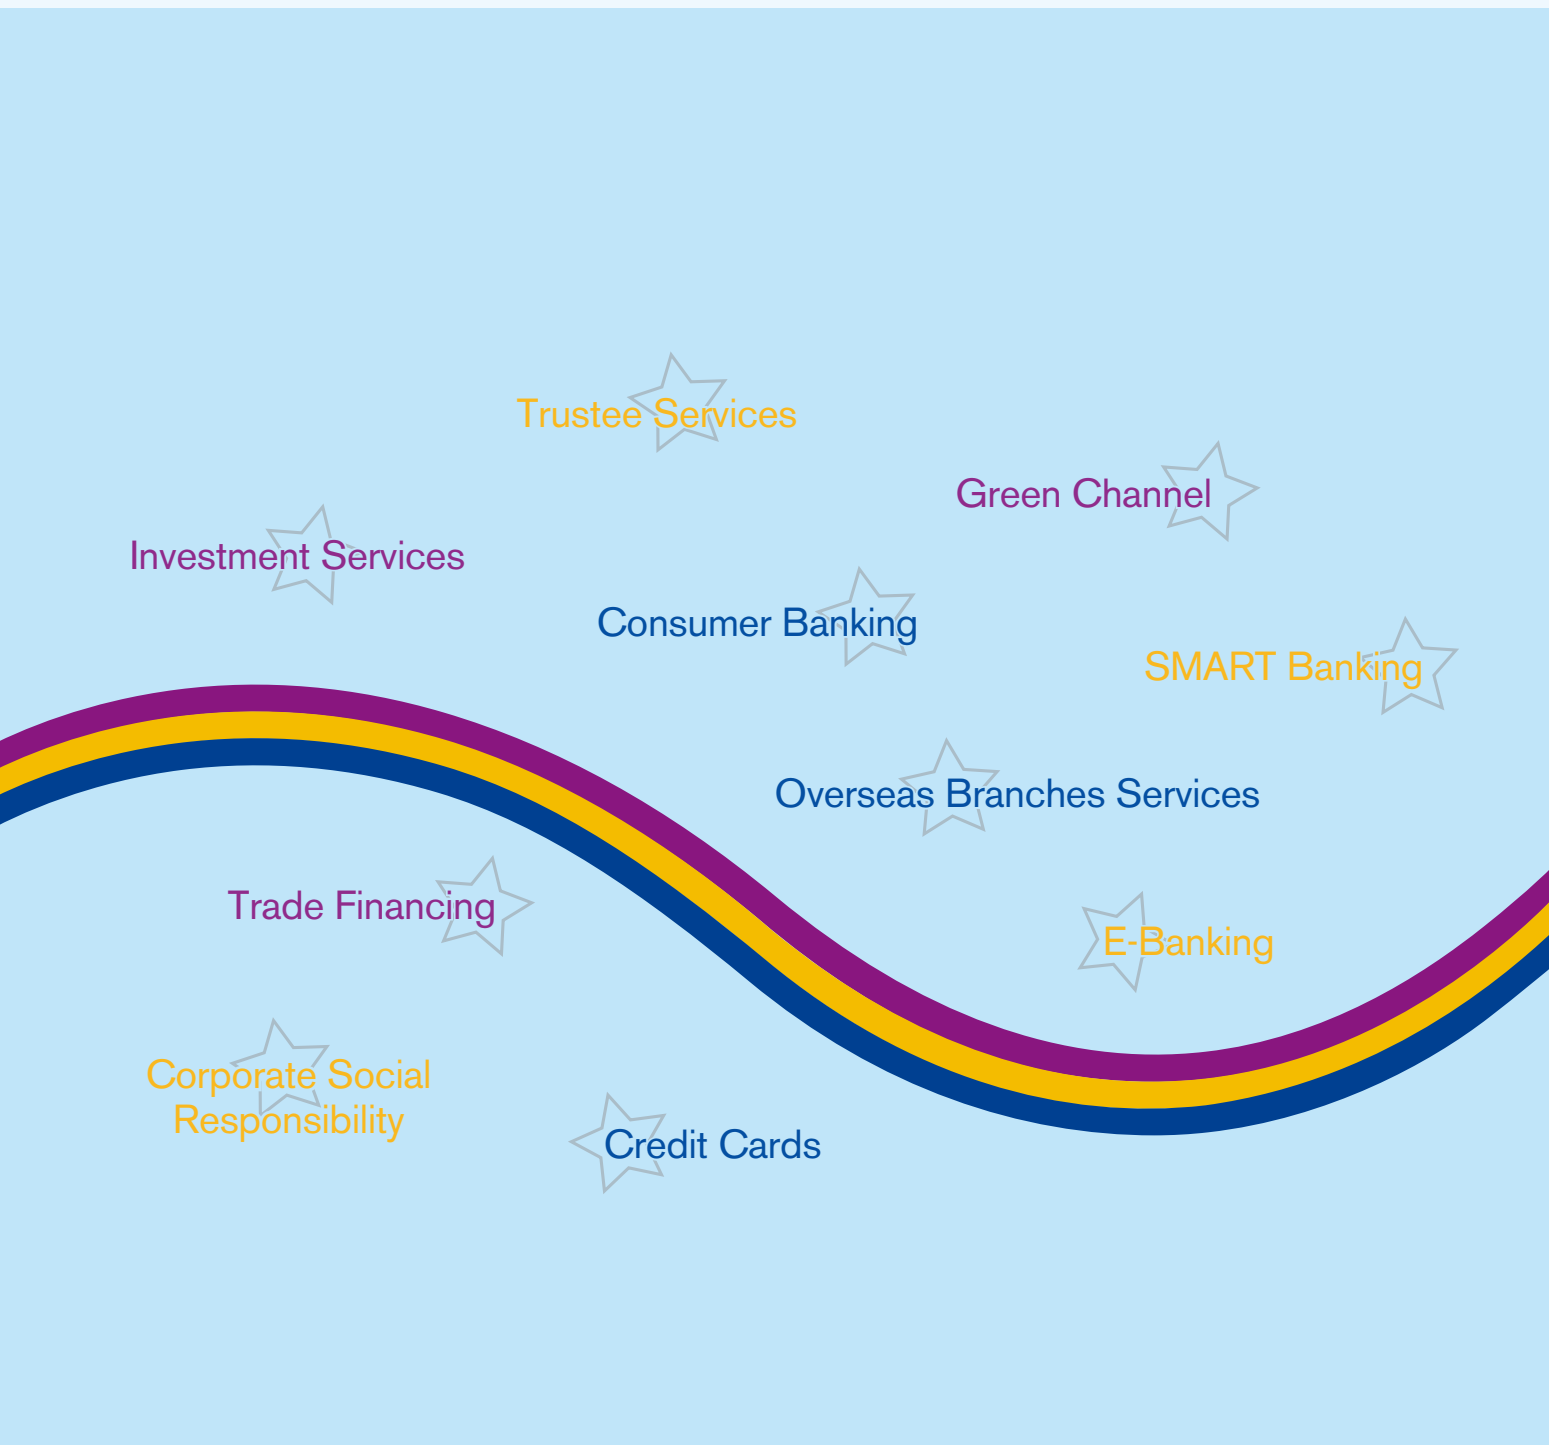 Trustee Services
Green Channel
Investment Services
Consumer Banking
SMART Banking
Overseas Branches Services
Trade Financing
E-Banking
Corporate Social
Responsibility
Credit Cards